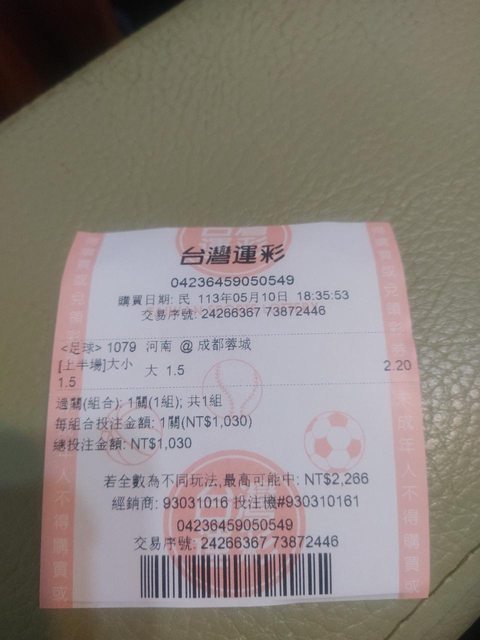 台灣運彩
04236459050549
購買日期: 民 113年05月10日 18:35:53
交易序號: 24266367 73872446
<足球> 1079 河南 @ 成都蓉城
[上半場]大小 大 1.5 2.20
1.5
過關(組合): 1關(1組); 共1組
每組合投注金額: 1關(NT$1,030)
總投注金額: NT$1,030
若全數為不同玩法,最高可能中: NT$2,266
經銷商: 93031016 投注機#930310161
04236459050549
交易序號: 24266367 73872446
未成年人不得購買或